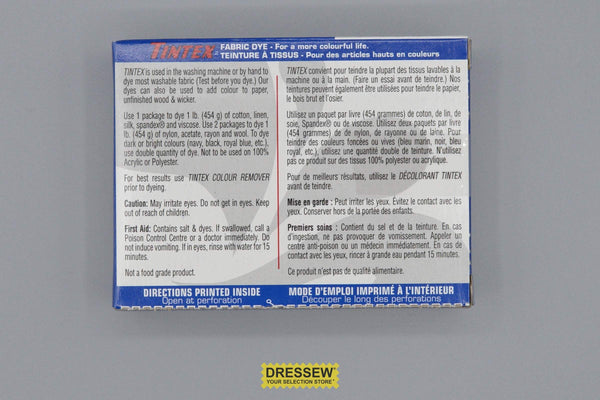 TINTEX FABRIC DYE - For a more colourful life.
TEINTURE À TISSUS - Pour des articles hauts en couleurs
TINTEX is used in the washing machine or by hand to
dye most washable fabric (Test before you dye.) Our
dyes can also be used to add colour to paper,
unfinished wood & wicker.
Use 1 package to dye 1 lb. (454 g) of cotton, linen,
silk, spandex® and viscose. Use 2 packages to dye 1
lb. (454 g) of nylon, acetate, rayon and wool. To dye
dark or bright colours (navy, black, royal blue, etc.),
use double quantity of dye. Not to be used on 100%
Acrylic or Polyester.
For best results use TINTEX COLOUR REMOVER
prior to dyeing.
Caution: May irritate eyes. Do not get in eyes. Keep
out of reach of children.
First Aid: Contains salt & dyes. If swallowed, call a
Poison Control Centre or a doctor immediately. Do
not induce vomiting. If in eyes, rinse with water for 15
minutes.
Not a food grade product.
TINTEX convient pour teindre la plupart des tissus lavables à la
machine ou à la main. (Faire un essai avant de teindre.) Nos
teintures peuvent également être utilisées pour teindre le papier,
le bois brut et l'osier.
Utilisez un paquet par livre (454 grammes) de coton, de lin, de
soie, Spandex® ou de viscose. Utilisez deux paquets par livre
(454 grammes) de nylon, de rayonne ou de laine. Pour
teindre des couleurs foncées ou vives (bleu marin, noir, bleu
royal, etc.), utilisez une quantité double de teinture. N'utilisez
pas ce produit sur des tissus 100% polyester ou acrylique.
Pour de meilleurs résultats, utilisez le DÉCOLORANT TINTEX
avant de teindre.
Mise en garde : Peut irriter les yeux. Évitez le contact avec les
yeux. Conserver hors de la portée des enfants.
Premiers soins : Contient du sel et de la teinture. En cas
d'ingestion, ne pas provoquer de vomissement. Appeler un
centre anti-poison ou un médecin immédiatement. En cas de
contact avec les yeux, rincer à grande eau pendant 15 minutes.
Ce produit n'est pas de qualité alimentaire.
DIRECTIONS PRINTED INSIDE
Open at perforation
MODE D'EMPLOI IMPRIMÉ À L'INTÉRIEUR
Découper le long des perforations
DRESSEW
YOUR SELECTION STORE